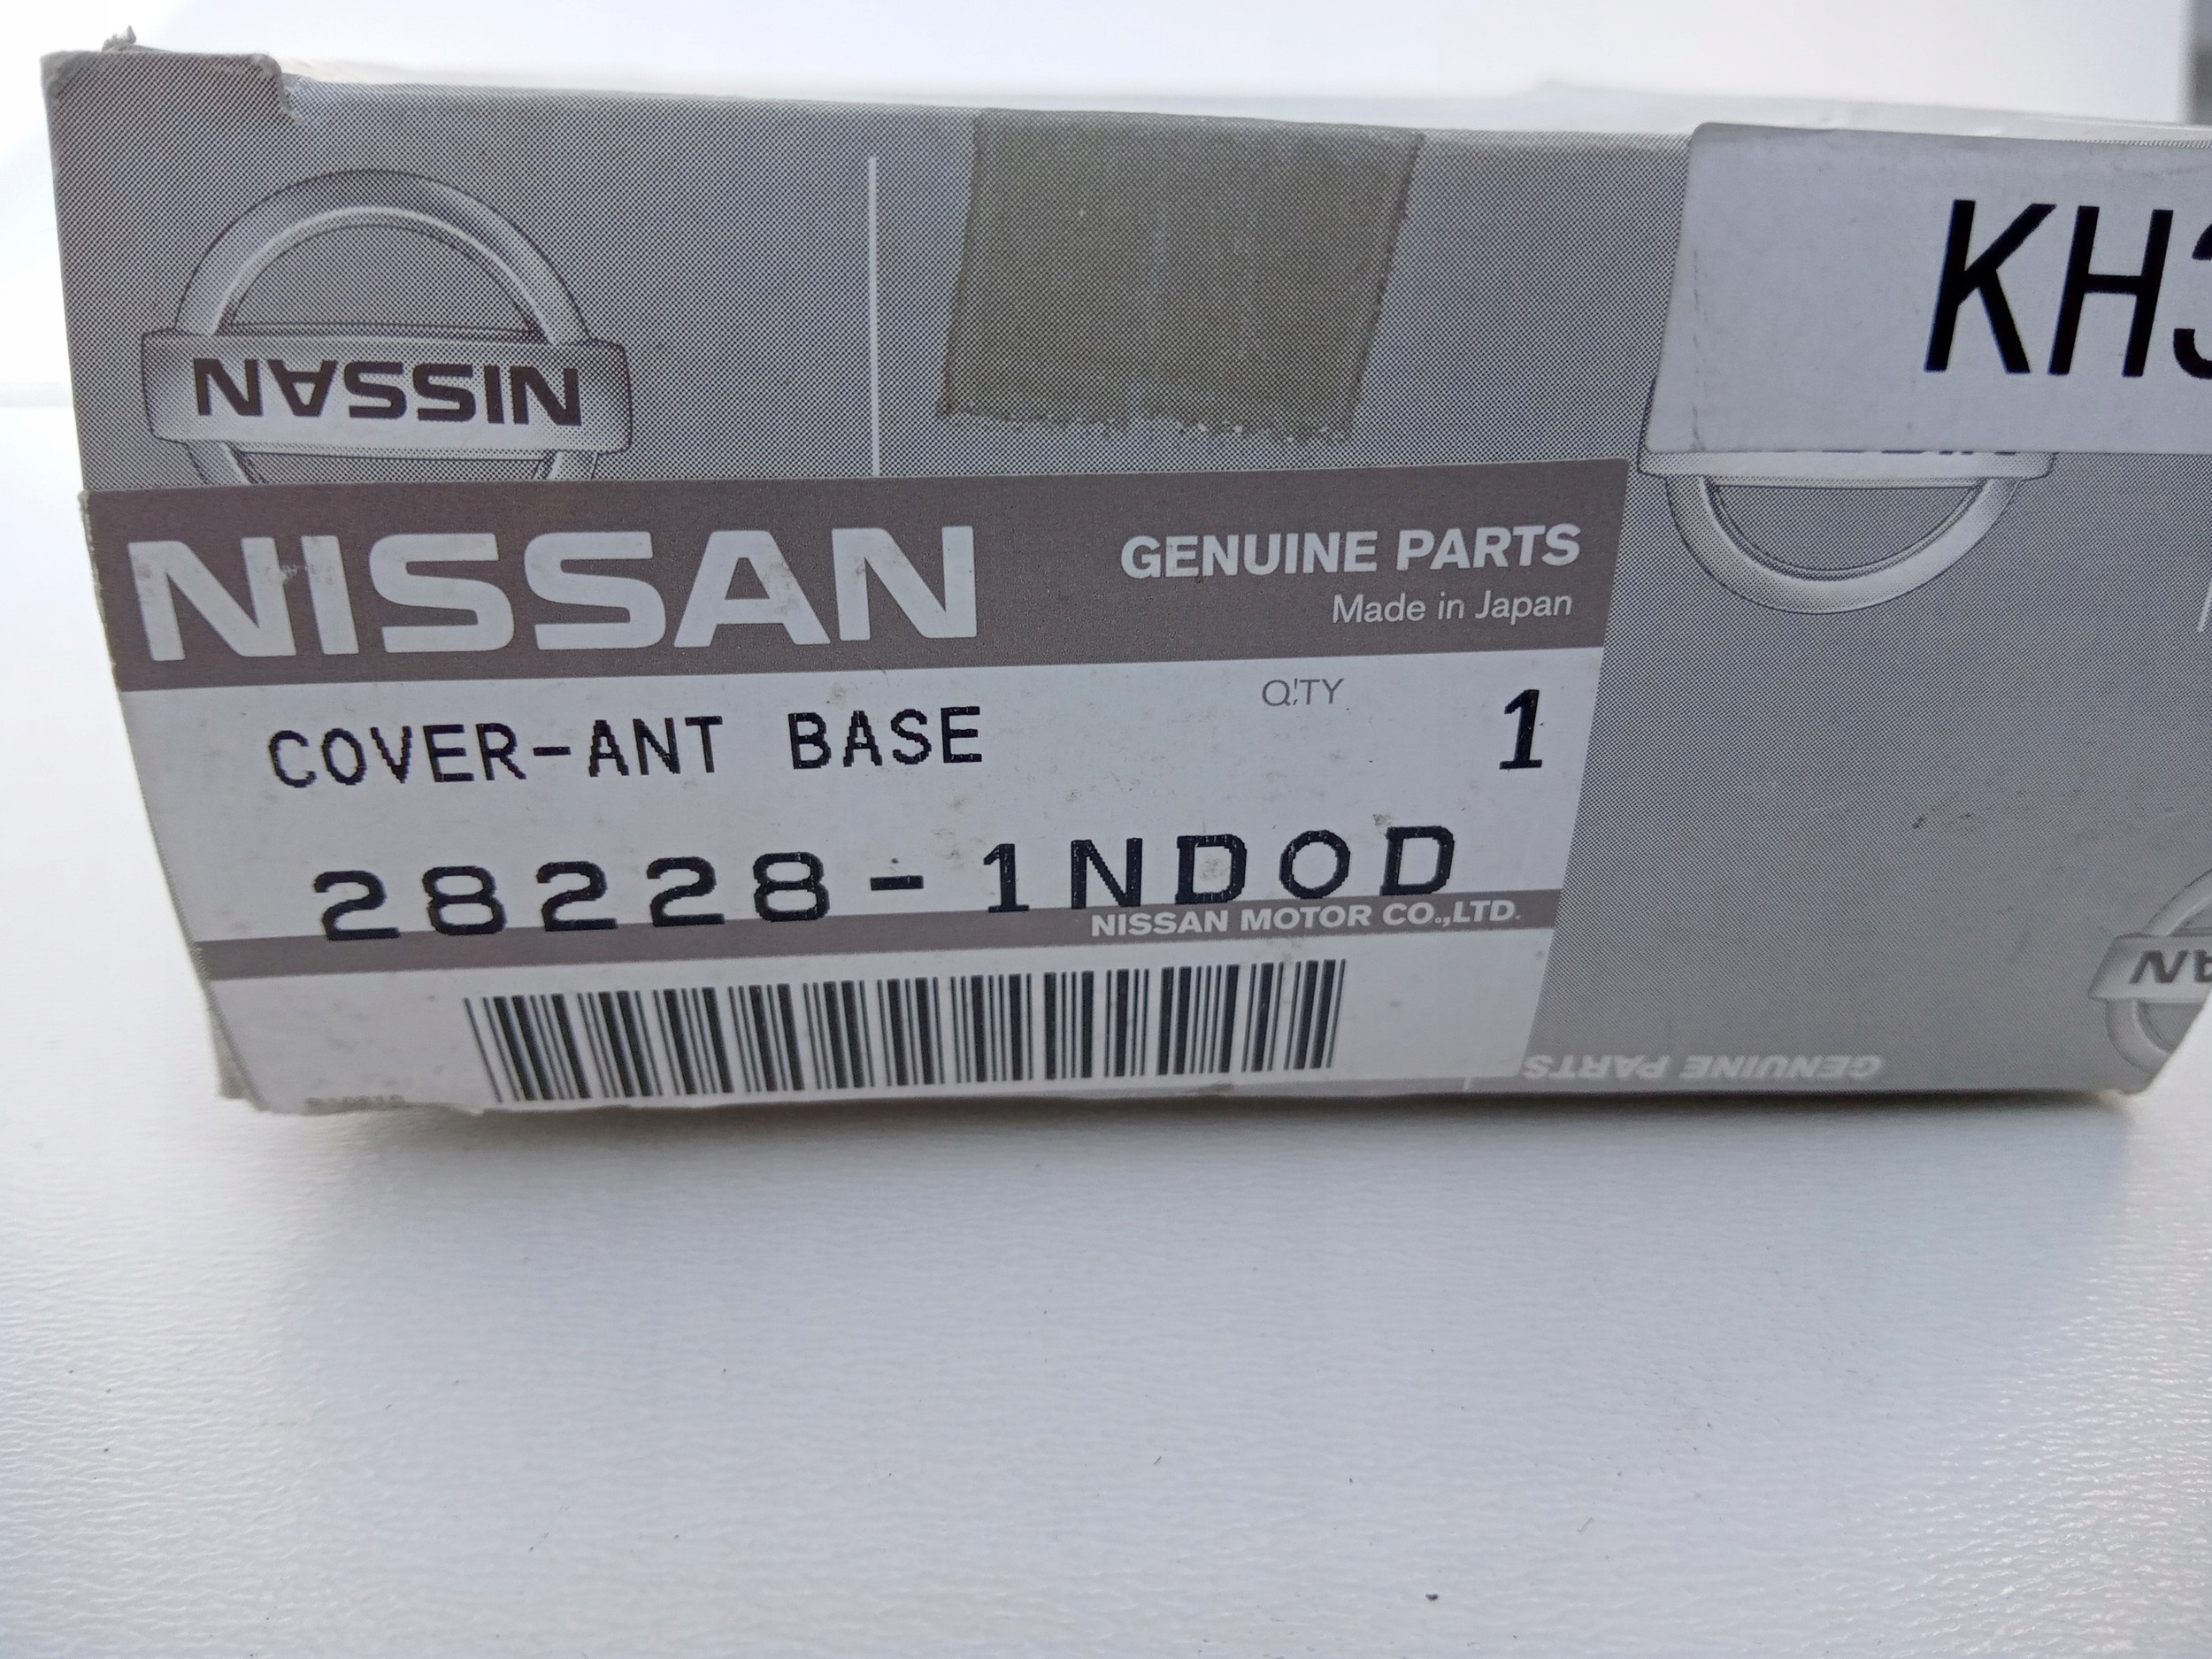 KH3
NISSAN
NISSAN
GENUINE PARTS
Made in Japan
COVER-ANT BASE
Q'TY
1
28228-1ND0D
NISSAN MOTOR CO.,LTD.
GENUINE PARTS